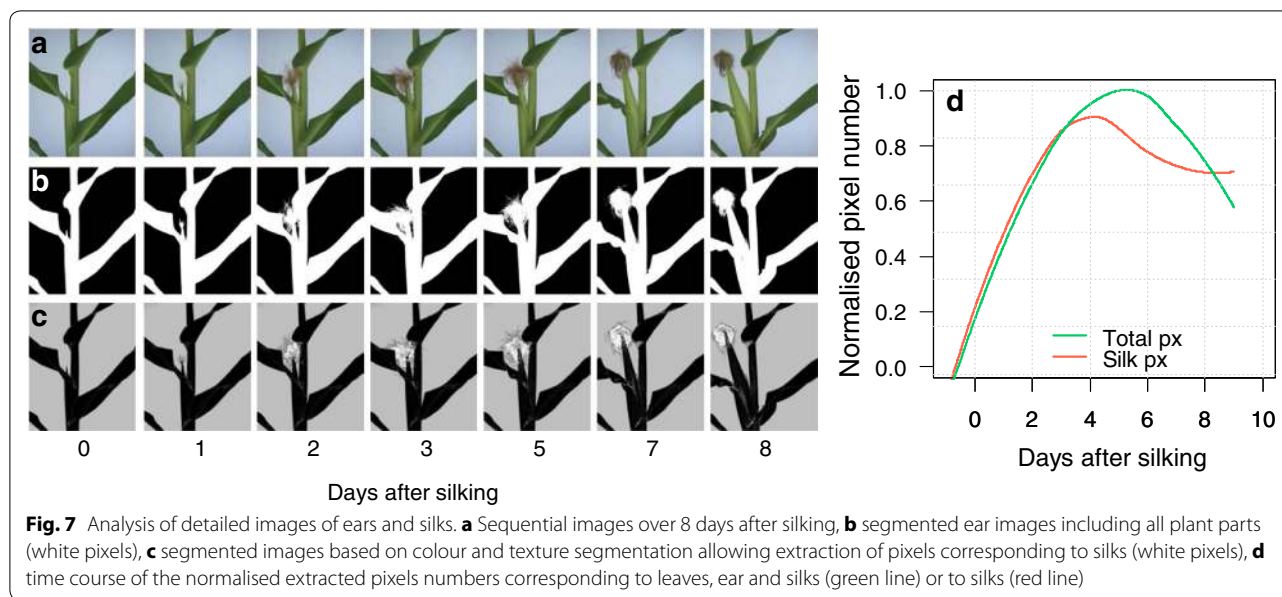 a
b
c
0 1 2 3 5 7 8
Days after silking
d
Normalised pixel number
1.0
0.8
0.6
0.4
0.2
0.0
Total px
Silk px
0 2 4 6 8 10
Days after silking
Fig. 7 Analysis of detailed images of ears and silks. a Sequential images over 8 days after silking, b segmented ear images including all plant parts
(white pixels), c segmented images based on colour and texture segmentation allowing extraction of pixels corresponding to silks (white pixels), d
time course of the normalised extracted pixels numbers corresponding to leaves, ear and silks (green line) or to silks (red line)